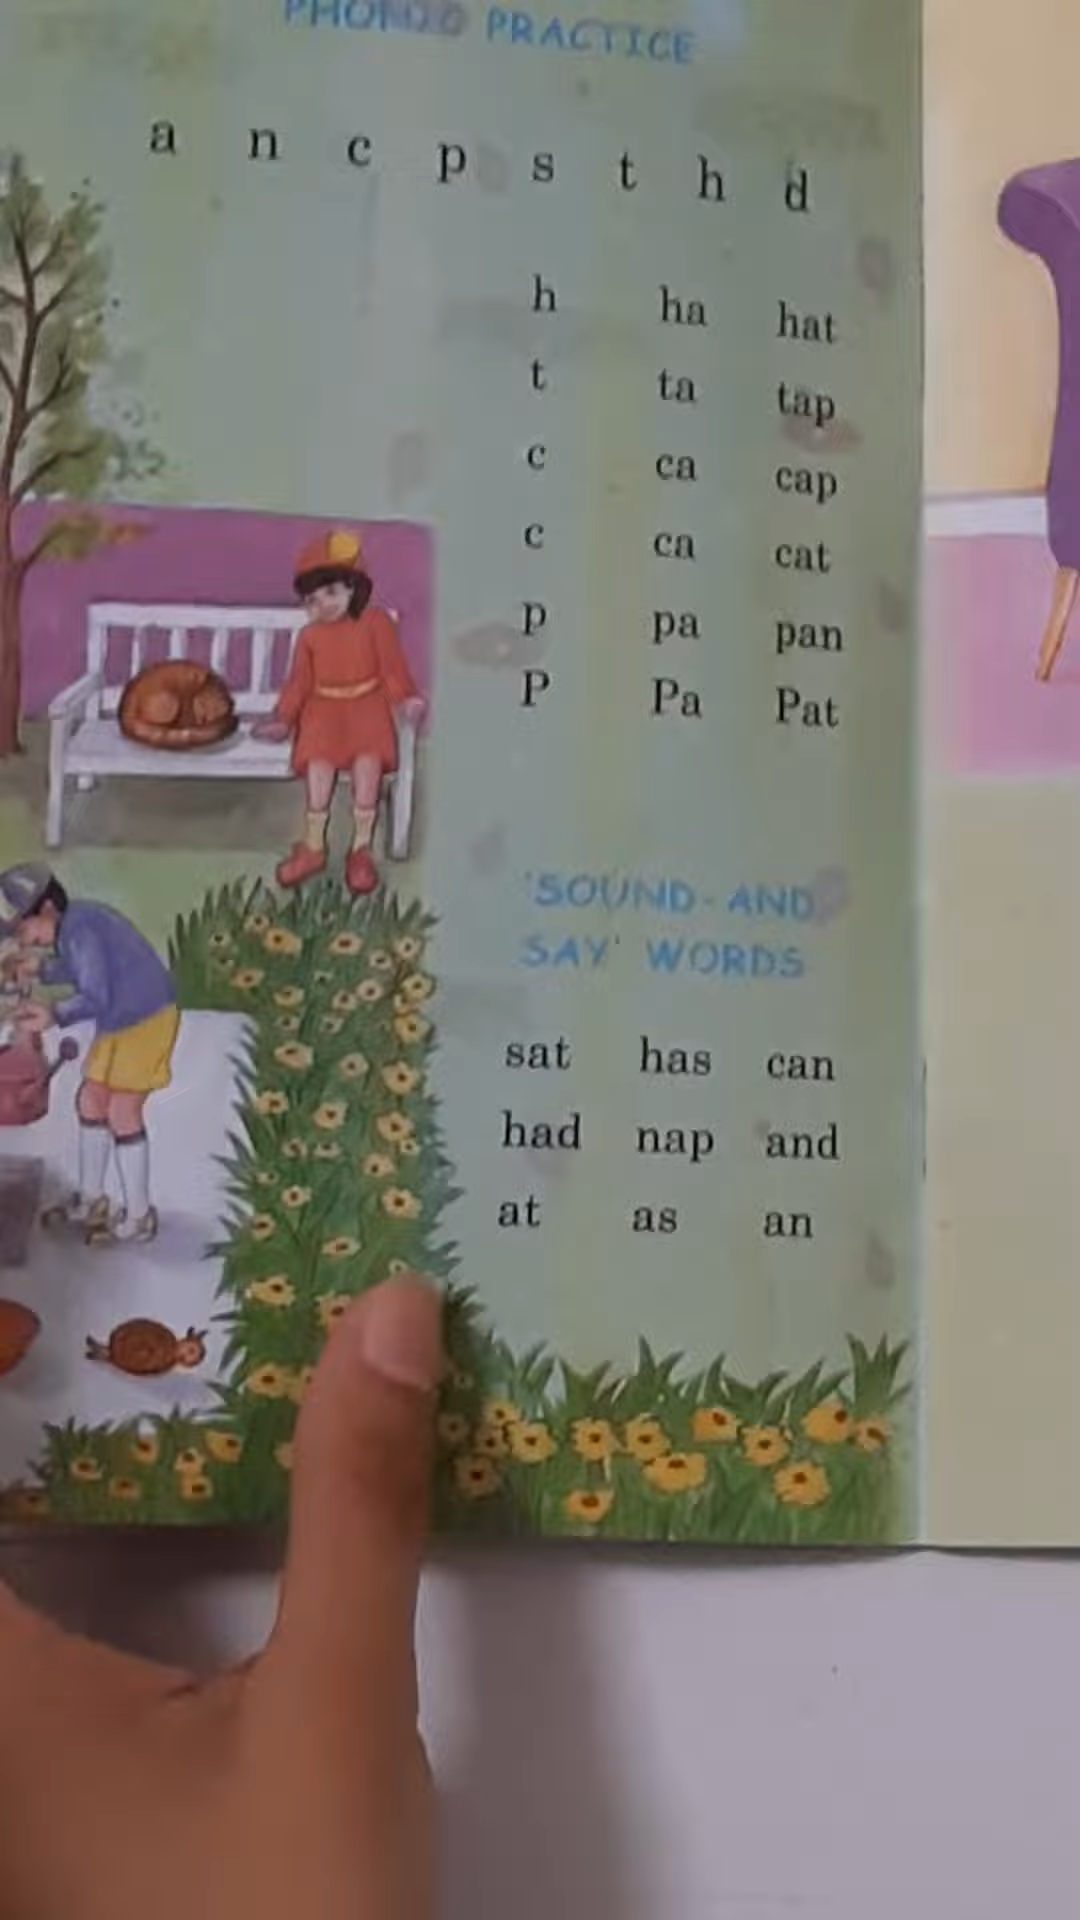 PHONIC PRACTICE
a n c p s t h d
h ha hat
t ta tap
c ca cap
c ca cat
p pa pan
P Pa Pat
'SOUND-AND
SAY' WORDS
sat has can
had nap and
at as an